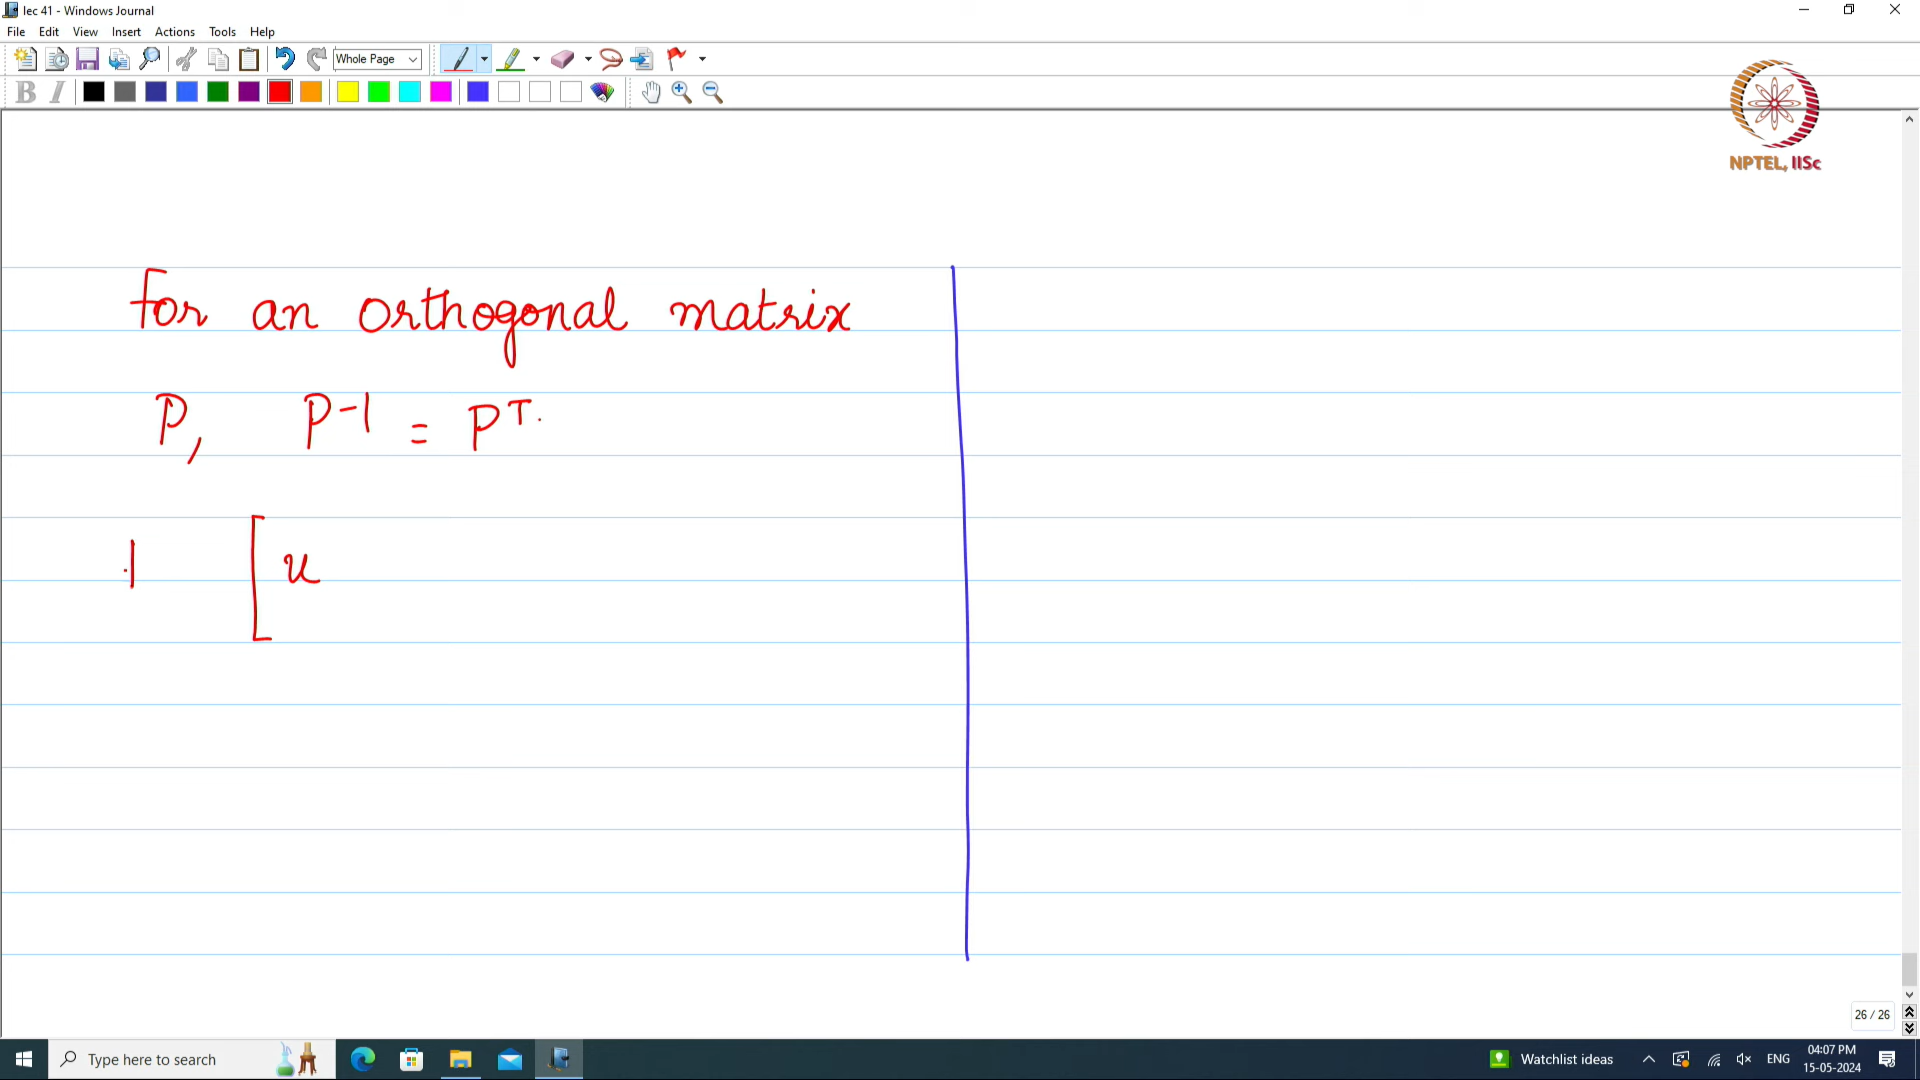 lec 41 - Windows Journal
File Edit View Insert Actions Tools Help
Whole Page
B I
NPTEL, IISc
For an orthogonal matrix
P, P-1 = PT.
1 [ u
26 / 26
Type here to search
Watchlist ideas
ENG
04:07 PM
15-05-2024